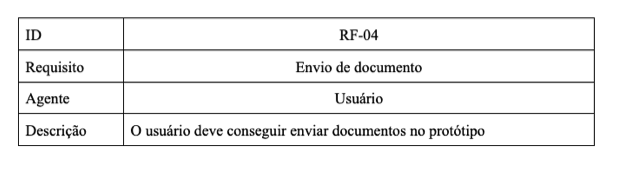 ID RF-04
Requisito Envio de documento
Agente Usuário
Descrição O usuário deve conseguir enviar documentos no protótipo